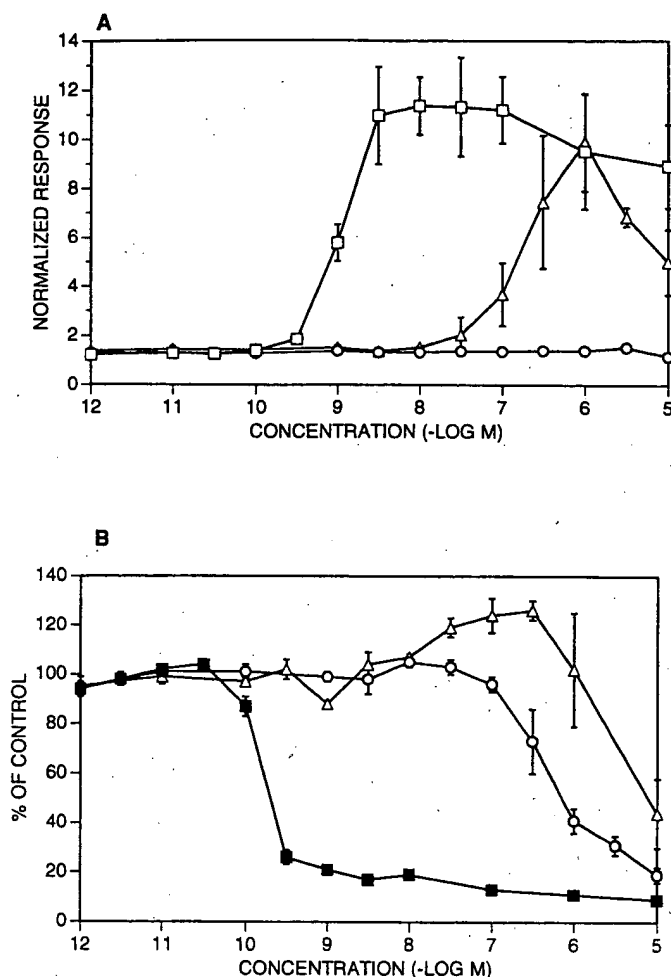 A
14
12
10
8
6
4
2
0
NORMALIZED RESPONSE
12 11 10 9 8 7 6 5
CONCENTRATION (-LOG M)
B
140
120
100
80
60
40
20
0
% OF CONTROL
12 11 10 9 8 7 6 5
CONCENTRATION (-LOG M)